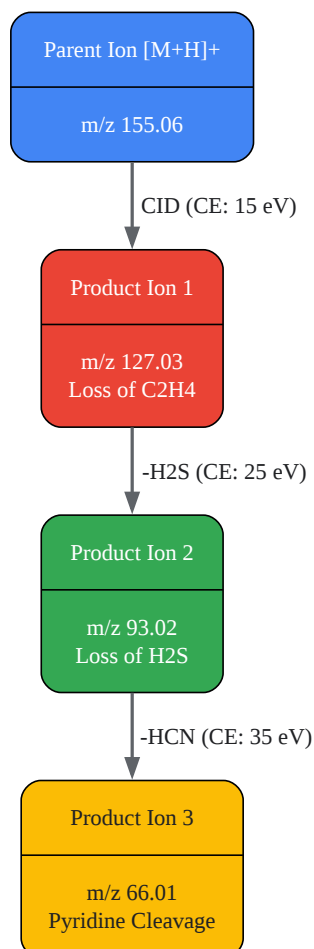 Parent Ion [M+H]+
m/z 155.06
CID (CE: 15 eV)
Product Ion 1
m/z 127.03
Loss of C2H4
-H2S (CE: 25 eV)
Product Ion 2
m/z 93.02
Loss of H2S
-HCN (CE: 35 eV)
Product Ion 3
m/z 66.01
Pyridine Cleavage